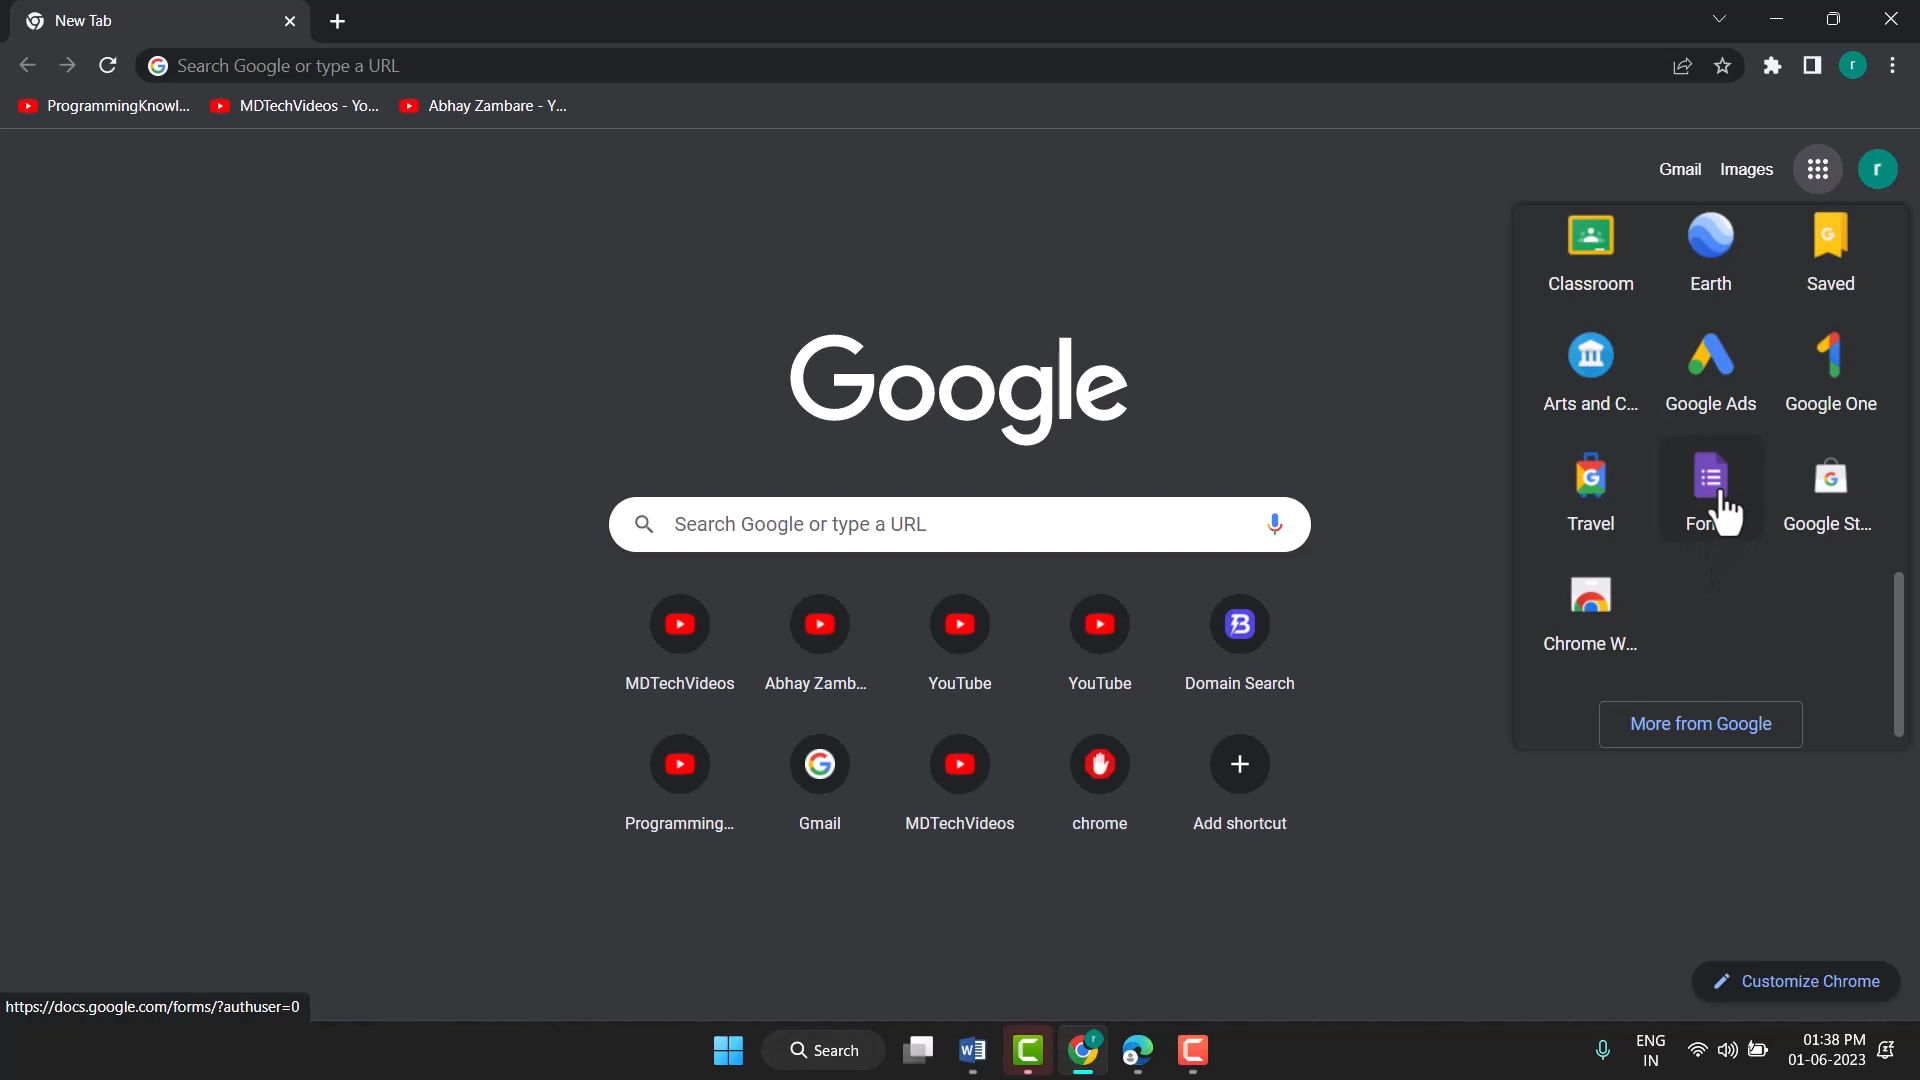 New Tab
Search Google or type a URL
ProgrammingKnowl...
MDTechVideos - Yo...
Abhay Zambare - Y...
Gmail
Images
r
Classroom
Earth
Saved
Arts and C...
Google Ads
Google One
Travel
Google St...
Chrome W...
More from Google
Google
Search Google or type a URL
MDTechVideos
Abhay Zamb...
YouTube
YouTube
Domain Search
Programming...
Gmail
MDTechVideos
chrome
Add shortcut
Customize Chrome
https://docs.google.com/forms/?authuser=0
Search
ENG
IN
01:38 PM
01-06-2023